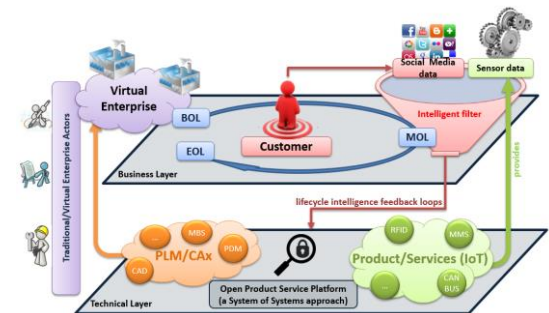 Social Media
data
Sensor data
Virtual
Enterprise
Intelligent filter
BOL
MOL
Customer
EOL
Business Layer
provides
Traditional/Virtual Enterprise Actors
lifecycle intelligence feedback loops
...
MBS
PDM
PLM/CAx
CAD
RFID
MMS
Product/Services (IoT)
...
CAN
BUS
Open Product Service Platform
(a System of Systems approach)
Technical Layer